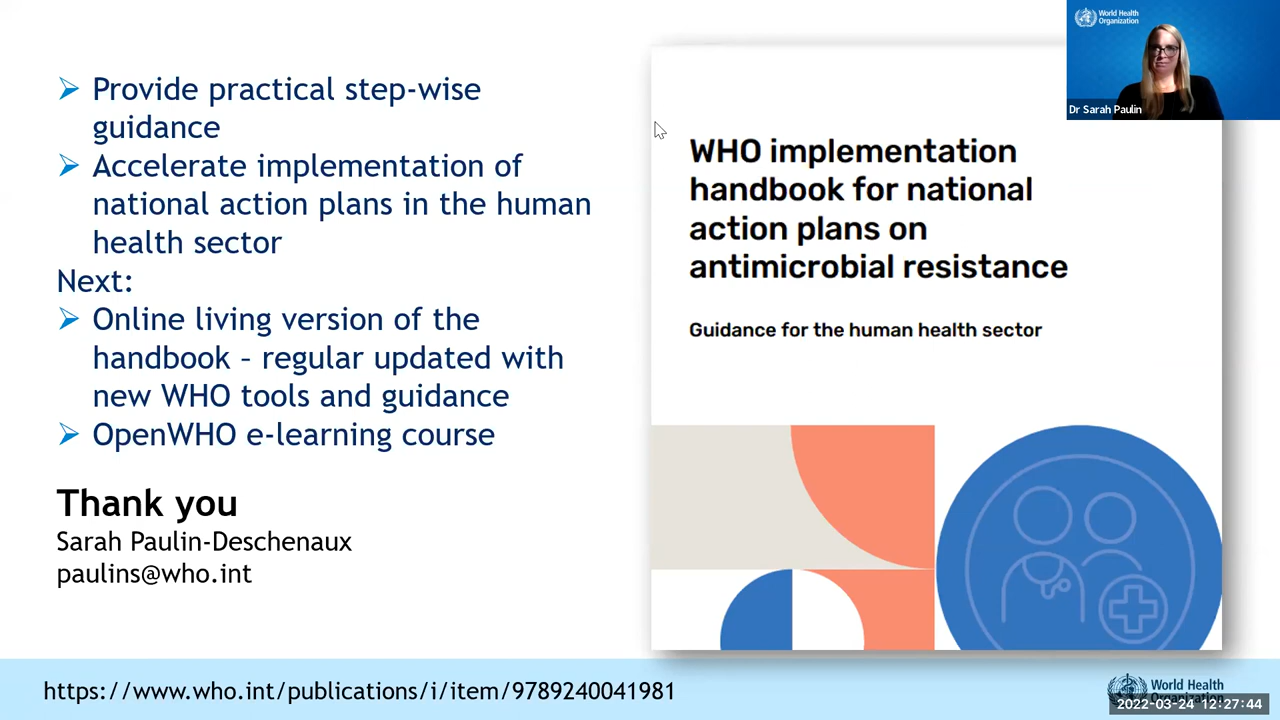 Provide practical step-wise
guidance
Accelerate implementation of
national action plans in the human
health sector
Next:
Online living version of the
handbook – regular updated with
new WHO tools and guidance
OpenWHO e-learning course
Thank you
Sarah Paulin-Deschenaux
paulins@who.int
https://www.who.int/publications/i/item/9789240041981
WHO implementation
handbook for national
action plans on
antimicrobial resistance
Guidance for the human health sector
World Health
Organization
Dr Sarah Paulin
World Health
Organization
2022-03-24 12:27:44